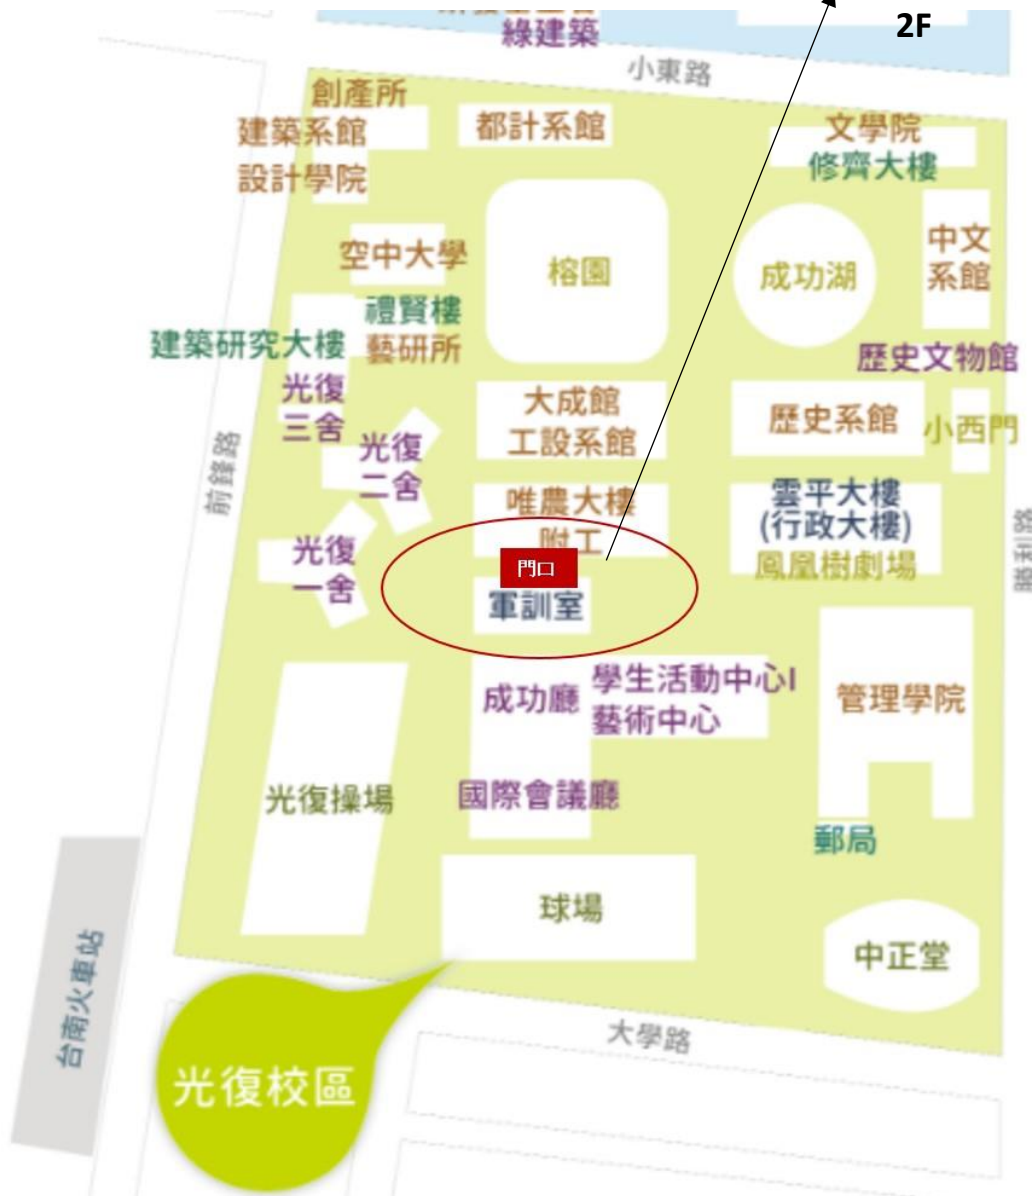 綠建築
2F
小東路
創產所
建築系館
設計學院
都計系館
文學院
修齊大樓
空中大學
榕園
成功湖
中文
系館
禮賢樓
藝研所
建築研究大樓
歷史文物館
光復
三舍
大成館
工設系館
歷史系館
小西門
前鋒路
光復
二舍
唯農大樓
附工
雲平大樓
(行政大樓)
鳳凰樹劇場
勝利路
光復
一舍
門口
軍訓室
成功廳
學生活動中心I
藝術中心
管理學院
光復操場
國際會議廳
郵局
球場
中正堂
台南火車站
大學路
光復校區